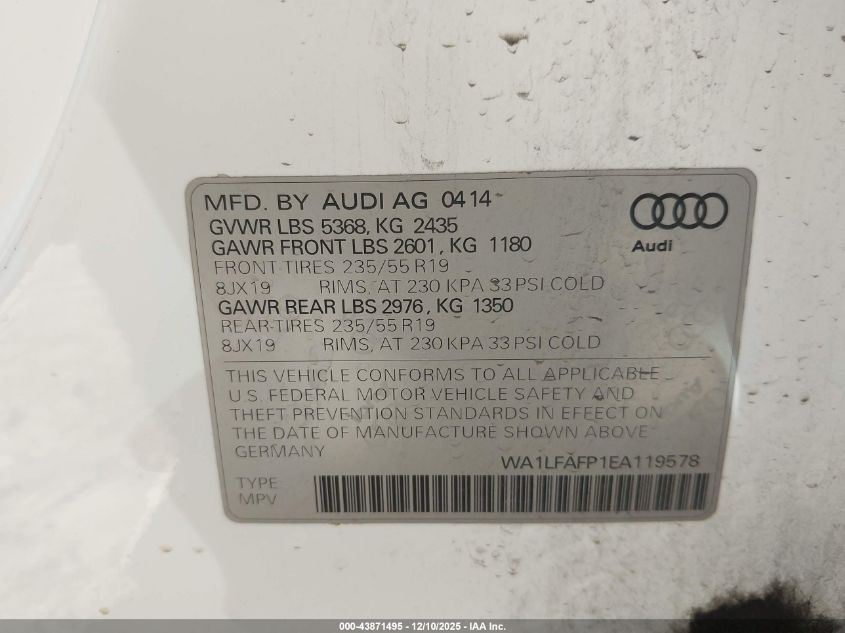 MFD. BY AUDI AG 0414
GVWR LBS 5368, KG 2435
GAWR FRONT LBS 2601, KG 1180
FRONT-TIRES 235/55 R19
8JX19 RIMS, AT 230 KPA 33 PSI COLD
GAWR REAR LBS 2976, KG 1350
REAR-TIRES 235/55 R19
8JX19 RIMS, AT 230 KPA 33 PSI COLD
Audi
THIS VEHICLE CONFORMS TO ALL APPLICABLE
U.S. FEDERAL MOTOR VEHICLE SAFETY AND
THEFT PREVENTION STANDARDS IN EFFECT ON
THE DATE OF MANUFACTURE SHOWN ABOVE
GERMANY
WA1LFAFP1EA119578
TYPE:
MPV
000-43871495 - 12/10/2025 - IAA Inc.